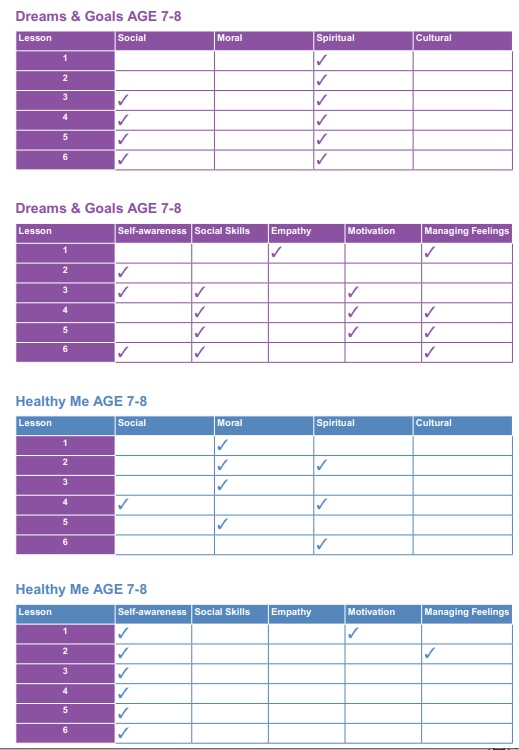 Dreams & Goals AGE 7-8
Lesson Social Moral Spiritual Cultural
1 ✓
2 ✓
3 ✓ ✓
4 ✓ ✓
5 ✓ ✓
6 ✓ ✓
Dreams & Goals AGE 7-8
Lesson Self-awareness Social Skills Empathy Motivation Managing Feelings
1 ✓ ✓
2 ✓
3 ✓ ✓ ✓
4 ✓ ✓ ✓
5 ✓ ✓ ✓
6 ✓ ✓ ✓
Healthy Me AGE 7-8
Lesson Social Moral Spiritual Cultural
1 ✓
2 ✓ ✓
3 ✓
4 ✓ ✓
5 ✓
6 ✓
Healthy Me AGE 7-8
Lesson Self-awareness Social Skills Empathy Motivation Managing Feelings
1 ✓ ✓
2 ✓ ✓
3 ✓
4 ✓
5 ✓
6 ✓